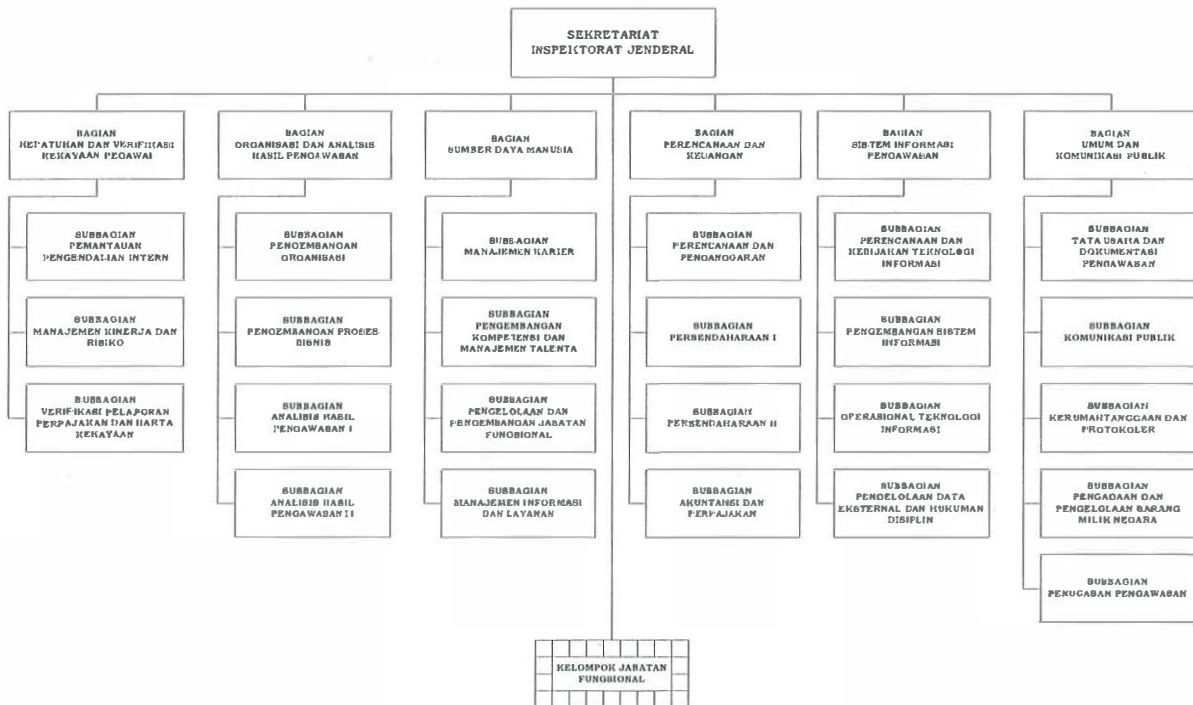 SEKRETARIAT
INSPEKTORAT JENDERAL
BAGIAN
KEPATUHAN DAN VERIFIKASI
KEKAYAAN PEGAWAI
BAGIAN
ORGANISASI DAN ANALISIS
HASIL PENGAWASAN
BAGIAN
SUMBER DAYA MANUSIA
BAGIAN
PERENCANAAN DAN
KEUANGAN
BAGIAN
SISTEM INFORMASI
PENGAWASAN
BAGIAN
UMUM DAN
KOMUNIKASI PUBLIK
SUBBAGIAN
PEMANTAUAN
PENGENDALIAN INTERN
SUBBAGIAN
MANAJEMEN KINERJA DAN
RISIKO
SUBBAGIAN
VERIFIKASI PELAPORAN
PERPAJAKAN DAN HARTA
KEKAYAAN
SUBBAGIAN
PENGEMBANGAN
ORGANISASI
SUBBAGIAN
PENGEMBANGAN PROSES
BISNIS
SUBBAGIAN
ANALISIS HASIL
PENGAWASAN I
SUBBAGIAN
ANALISIS HASIL
PENGAWASAN II
SUBBAGIAN
MANAJEMEN KARIER
SUBBAGIAN
PENGEMBANGAN
KOMPETENSI DAN
MANAJEMEN TALENTA
SUBBAGIAN
PENGELOLAAN DAN
PENGEMBANGAN JABATAN
FUNGSIONAL
SUBBAGIAN
MANAJEMEN INFORMASI
DAN LAYANAN
SUBBAGIAN
PERENCANAAN DAN
PENGANGGARAN
SUBBAGIAN
PERBENDAHARAAN I
SUBBAGIAN
PERBENDAHARAAN II
SUBBAGIAN
AKUNTANSI DAN
PERPAJAKAN
SUBBAGIAN
PERENCANAAN DAN
KEBIJAKAN TEKNOLOGI
INFORMASI
SUBBAGIAN
PENGEMBANGAN SISTEM
INFORMASI
SUBBAGIAN
OPERASIONAL TEKNOLOGI
INFORMASI
SUBBAGIAN
PENGELOLAAN DATA
EKSTERNAL DAN HUKUMAN
DISIPLIN
SUBBAGIAN
TATA USAHA DAN
DOKUMENTASI
PENGAWASAN
SUBBAGIAN
KOMUNIKASI PUBLIK
SUBBAGIAN
KERUMAHTANGGAAN DAN
PROTOKOLER
SUBBAGIAN
PENGADAAN DAN
PENGELOLAAN BARANG
MILIK NEGARA
SUBBAGIAN
PENUGASAN PENGAWASAN
KELOMPOK JABATAN
FUNGSIONAL